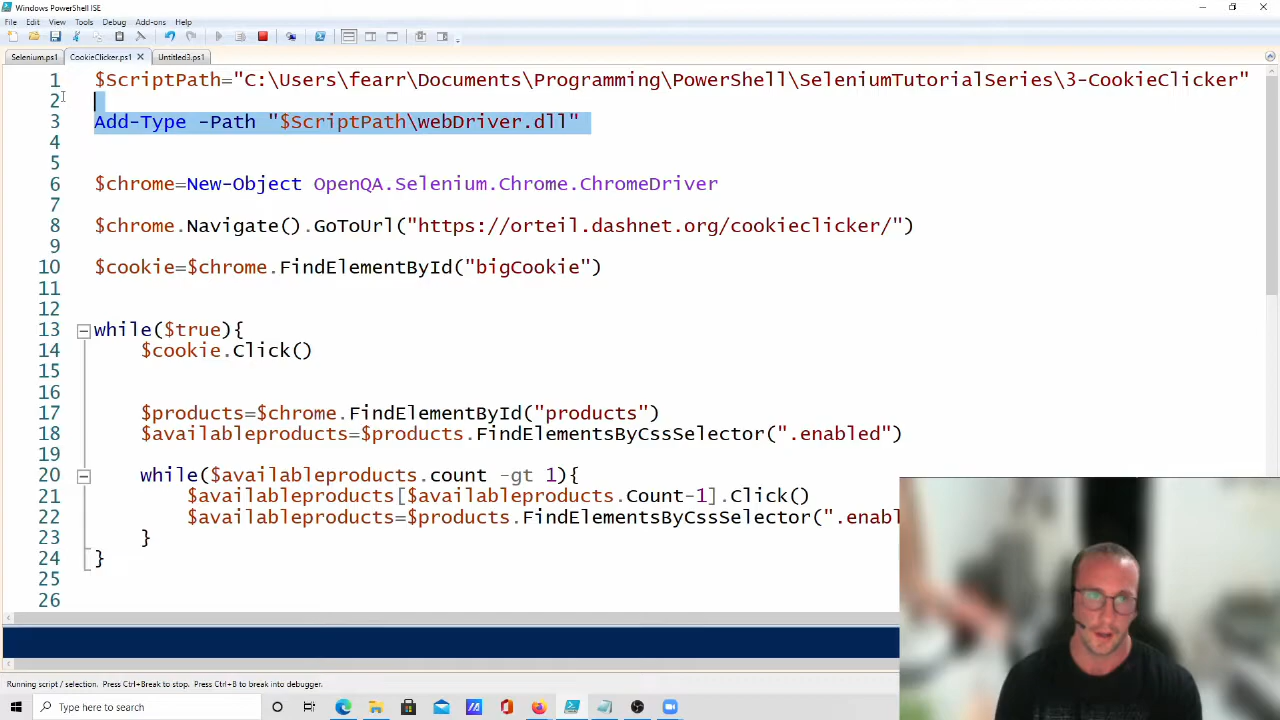 Windows PowerShell ISE
File Edit View Tools Debug Add-ons Help
Selenium.ps1 CookieClicker.ps1 Untitled3.ps1
1 $ScriptPath="C:\Users\fearr\Documents\Programming\PowerShell\SeleniumTutorialSeries\3-CookieClicker"
2
3 Add-Type -Path "$ScriptPath\webDriver.dll"
4
5
6 $chrome=New-Object OpenQA.Selenium.Chrome.ChromeDriver
7
8 $chrome.Navigate().GoToUrl("https://orteil.dashnet.org/cookieclicker/")
9
10 $cookie=$chrome.FindElementById("bigCookie")
11
12
13 while($true){
14 $cookie.Click()
15
16
17 $products=$chrome.FindElementById("products")
18 $availableproducts=$products.FindElementsByCssSelector(".enabled")
19
20 while($availableproducts.count -gt 1){
21 $availableproducts[$availableproducts.Count-1].Click()
22 $availableproducts=$products.FindElementsByCssSelector(".enabl
23 }
24 }
25
26
Running script / selection. Press Ctrl+Break to stop. Press Ctrl+B to break into debugger.
Type here to search